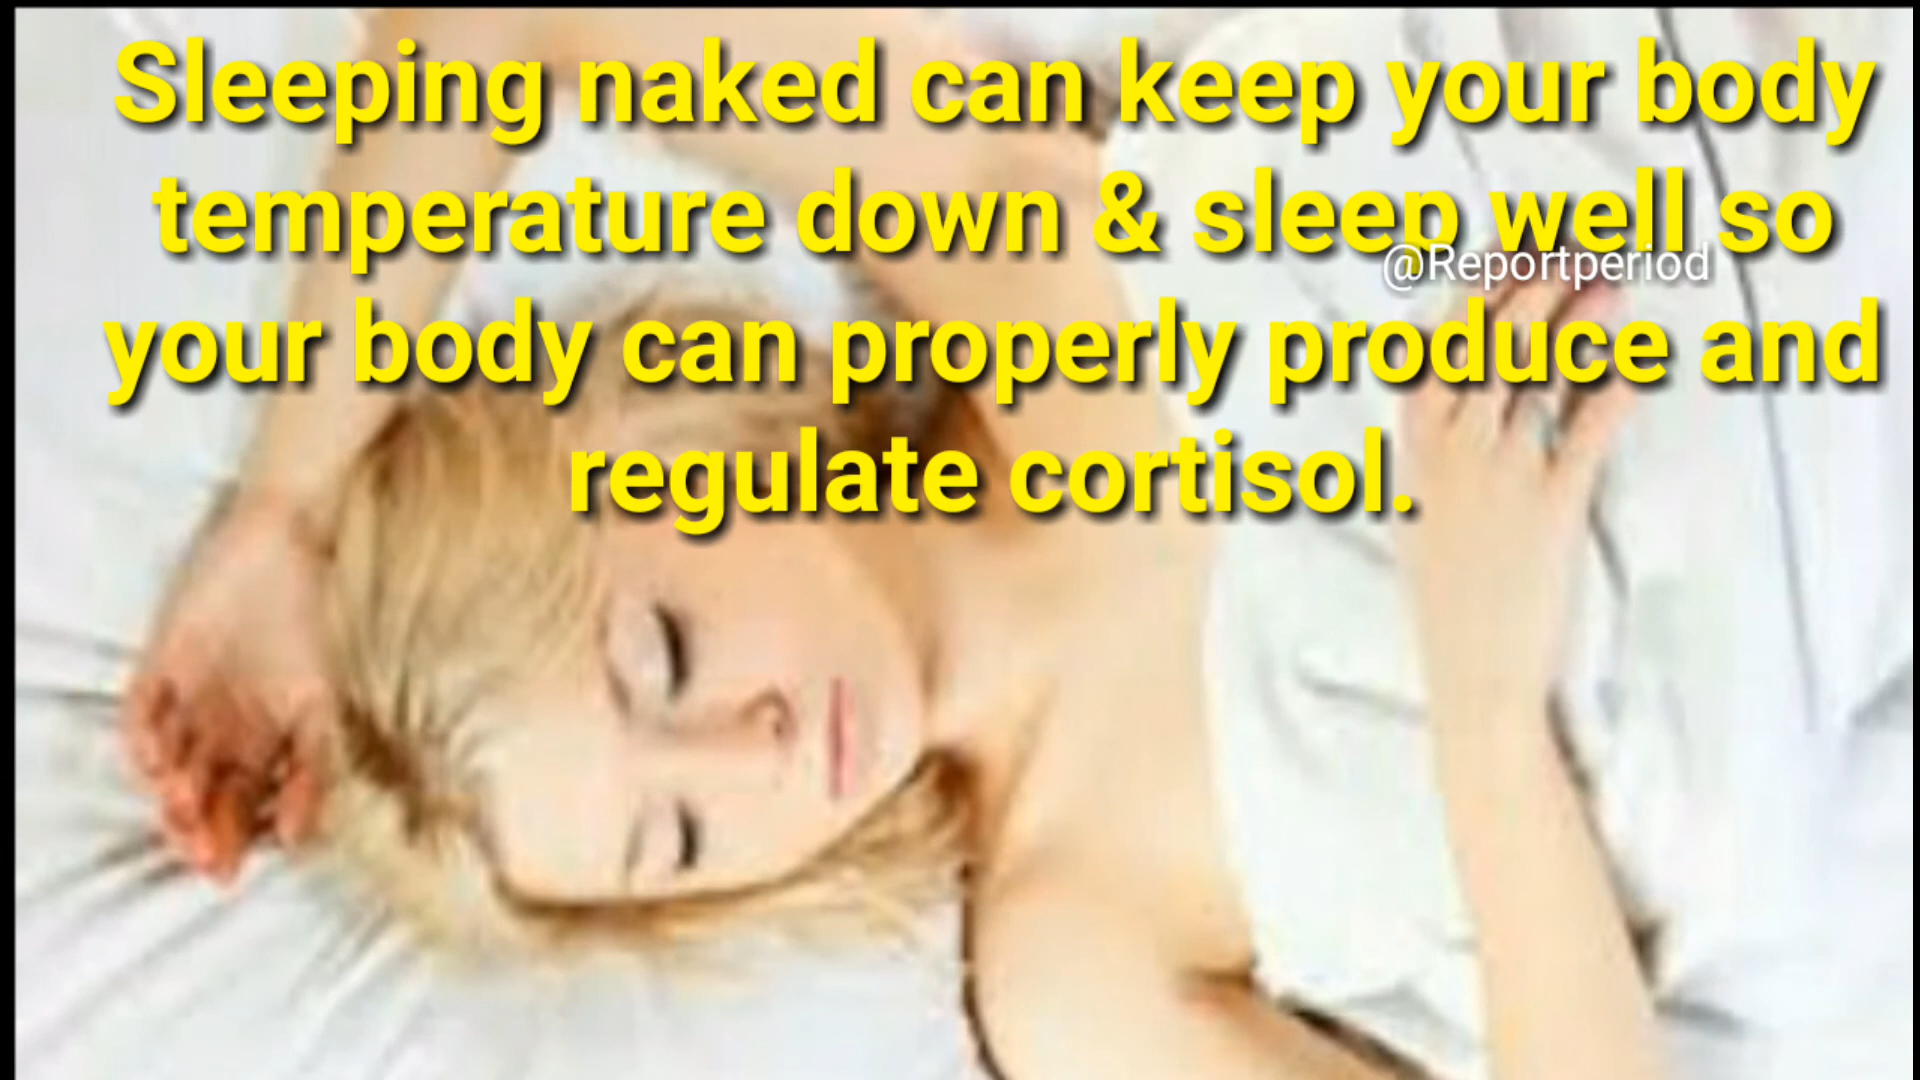 Sleeping naked can keep your body
temperature down & sleep well so
@Reportperiod
your body can properly produce and
regulate cortisol.